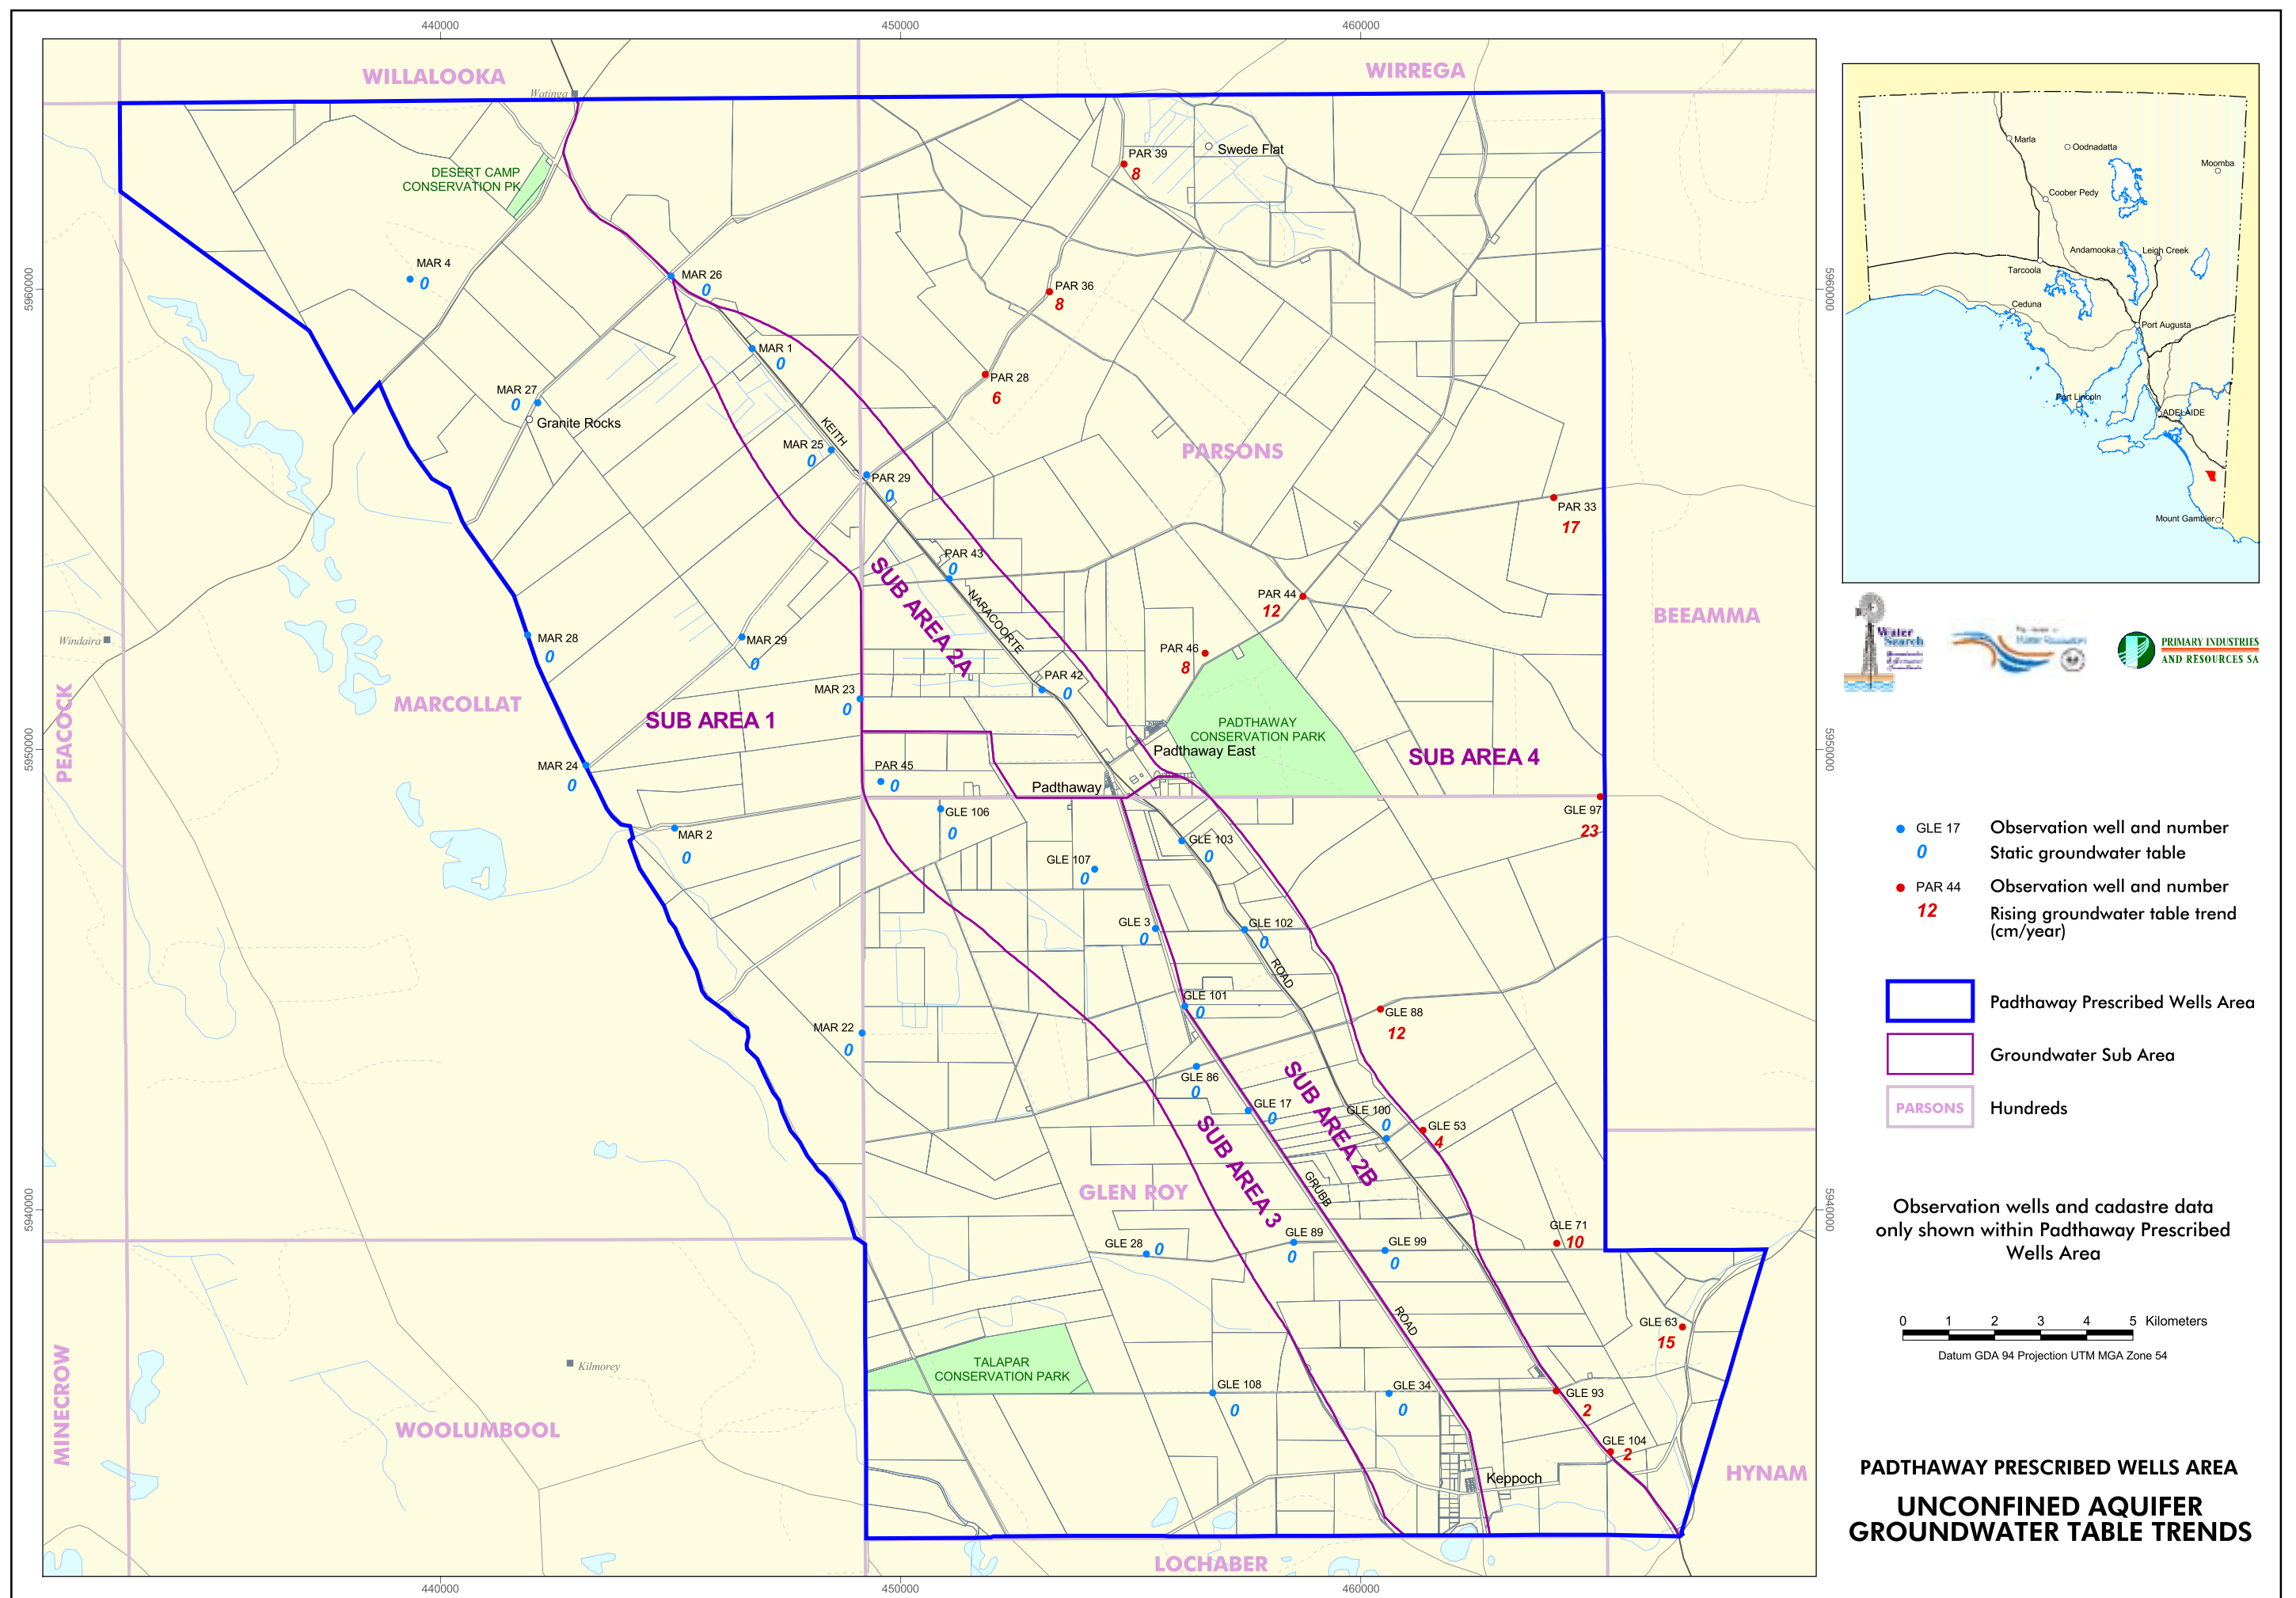 440000
450000
460000
WILLALOOKA
WIRREGA
Watinga
DESERT CAMP
CONSERVATION PK
PAR 39
8
Swede Flat
MAR 4
0
MAR 26
0
PAR 36
8
5960000
5960000
MAR 1
0
PAR 28
6
MAR 27
0
Granite Rocks
KEITH
MAR 25
0
PAR 29
0
PARSONS
PAR 33
17
PAR 43
0
SUB AREA 2A
NARACOORTE
PAR 44
12
BEEAMMA
Windaira
MAR 28
0
MAR 29
0
PAR 46
8
PAR 42
0
MAR 23
0
PEACOCK
MARCOLLAT
SUB AREA 1
PADTHAWAY
CONSERVATION PARK
Padthaway East
SUB AREA 4
5950000
5950000
MAR 24
0
PAR 45
0
Padthaway
GLE 106
0
GLE 97
23
MAR 2
0
GLE 103
0
GLE 107
0
GLE 3
0
GLE 102
0
ROAD
GLE 101
0
GLE 88
12
MAR 22
0
GLE 86
0
SUB AREA 2B
GLE 17
0
GLE 100
0
GLE 53
4
SUB AREA 3
GLEN ROY
GRUBB
5940000
5940000
GLE 28
0
GLE 89
0
GLE 99
0
GLE 71
10
ROAD
GLE 63
15
MINECROW
Kilmorey
TALAPAR
CONSERVATION PARK
GLE 108
0
GLE 34
0
GLE 93
2
WOOLUMBOOL
GLE 104
2
Keppoch
HYNAM
LOCHABER
440000
450000
460000
Marla
Oodnadatta
Moomba
Coober Pedy
Andamooka
Leigh Creek
Tarcoola
Ceduna
Port Augusta
Port Lincoln
ADELAIDE
Mount Gambier
Water
Search
PRIMARY INDUSTRIES
AND RESOURCES SA
GLE 17 Observation well and number
0 Static groundwater table
PAR 44 Observation well and number
12 Rising groundwater table trend
(cm/year)
Padthaway Prescribed Wells Area
Groundwater Sub Area
PARSONS Hundreds
Observation wells and cadastre data
only shown within Padthaway Prescribed
Wells Area
0 1 2 3 4 5 Kilometers
Datum GDA 94 Projection UTM MGA Zone 54
PADTHAWAY PRESCRIBED WELLS AREA
UNCONFINED AQUIFER
GROUNDWATER TABLE TRENDS